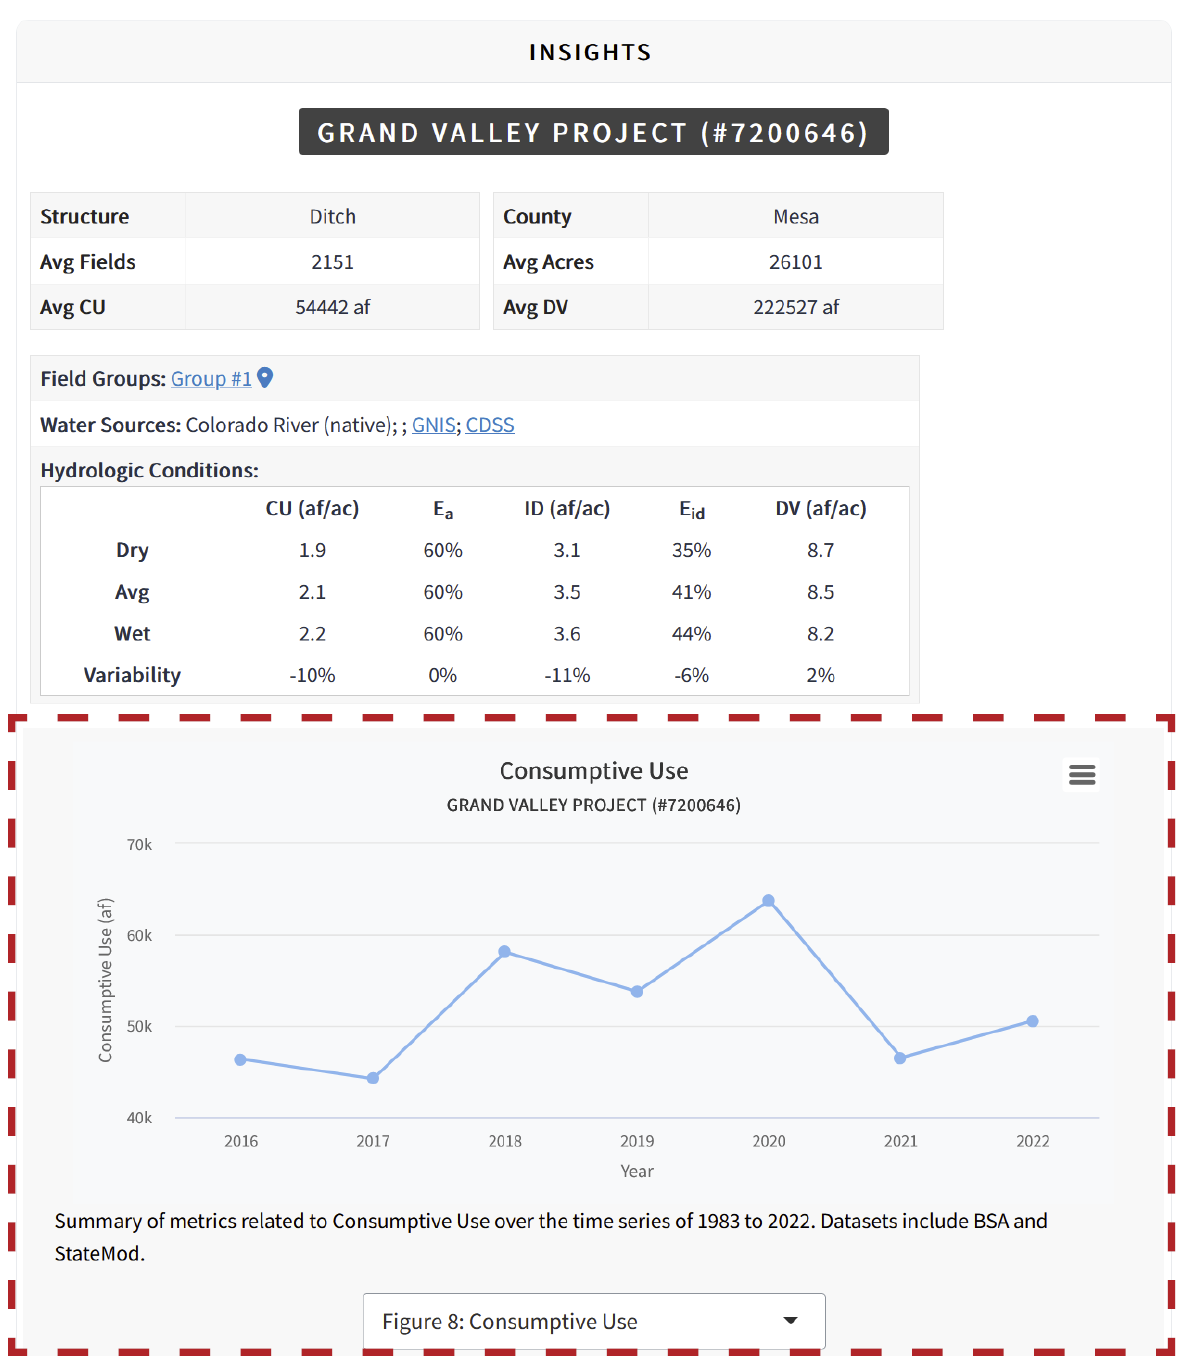 INSIGHTS
GRAND VALLEY PROJECT (#7200646)
Structure Ditch County Mesa
Avg Fields 2151 Avg Acres 26101
Avg CU 54442 af Avg DV 222527 af
Field Groups: Group #1
Water Sources: Colorado River (native); ; GNIS; CDSS
Hydrologic Conditions:
CU (af/ac) Ea ID (af/ac) Eid DV (af/ac)
Dry 1.9 60% 3.1 35% 8.7
Avg 2.1 60% 3.5 41% 8.5
Wet 2.2 60% 3.6 44% 8.2
Variability -10% 0% -11% -6% 2%
Consumptive Use
GRAND VALLEY PROJECT (#7200646)
Consumptive Use (af)
70k
60k
50k
40k
2016 2017 2018 2019 2020 2021 2022
Year
Summary of metrics related to Consumptive Use over the time series of 1983 to 2022. Datasets include BSA and
StateMod.
Figure 8: Consumptive Use